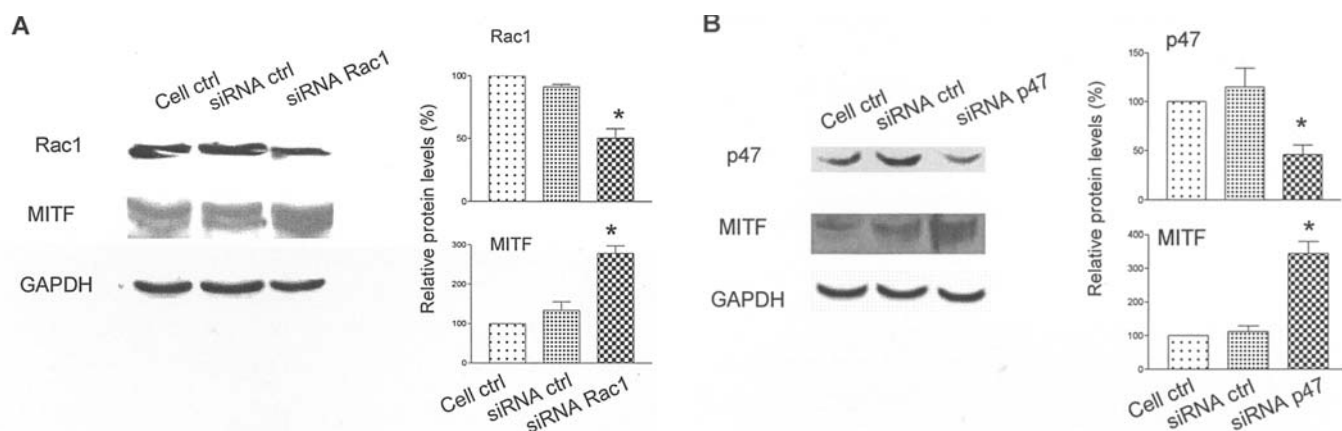 A
Cell ctrl
siRNA ctrl
siRNA Rac1
Rac1
MITF
GAPDH
Relative protein levels (%)
Rac1
100
50
0
*
MITF
300
200
100
0
*
Cell ctrl
siRNA ctrl
siRNA Rac1
B
Cell ctrl
siRNA ctrl
siRNA p47
p47
MITF
GAPDH
Relative protein levels (%)
p47
150
100
50
0
*
MITF
400
300
200
100
0
*
Cell ctrl
siRNA ctrl
siRNA p47